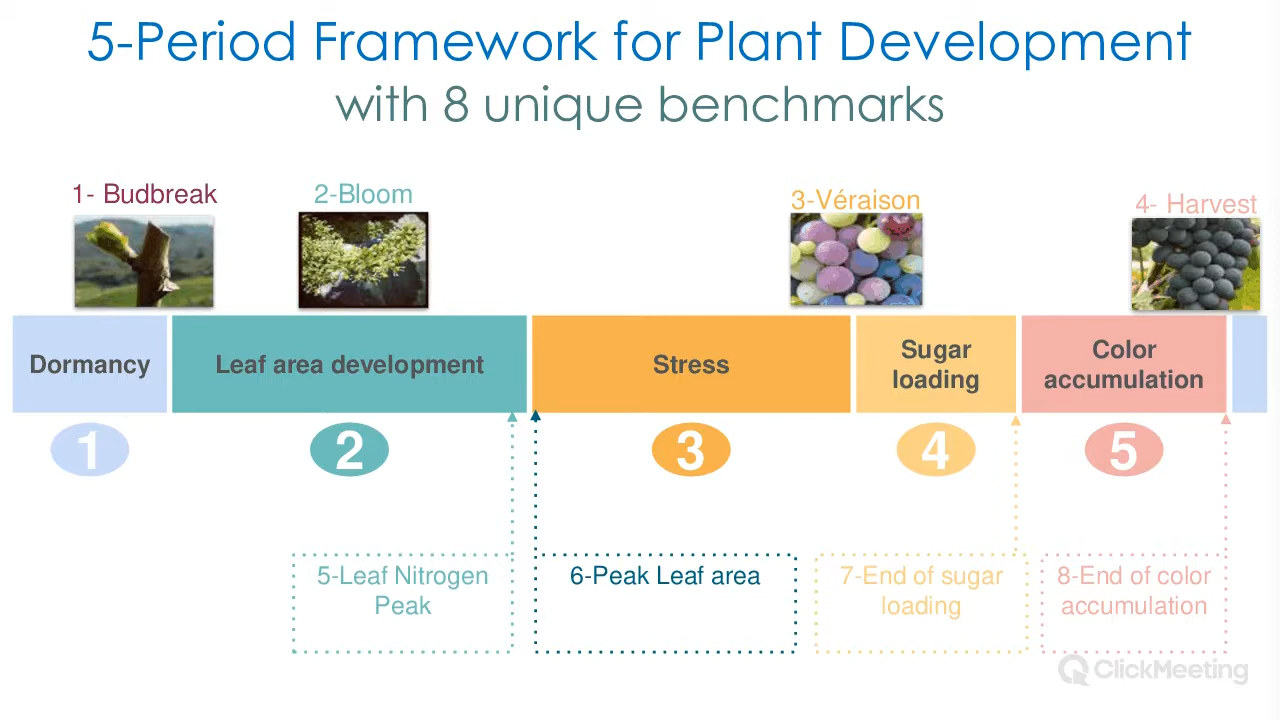 5-Period Framework for Plant Development
with 8 unique benchmarks
1- Budbreak
2-Bloom
3-Véraison
4- Harvest
Dormancy
Leaf area development
Stress
Sugar
loading
Color
accumulation
1
2
3
4
5
5-Leaf Nitrogen
Peak
6-Peak Leaf area
7-End of sugar
loading
8-End of color
accumulation
ClickMeeting